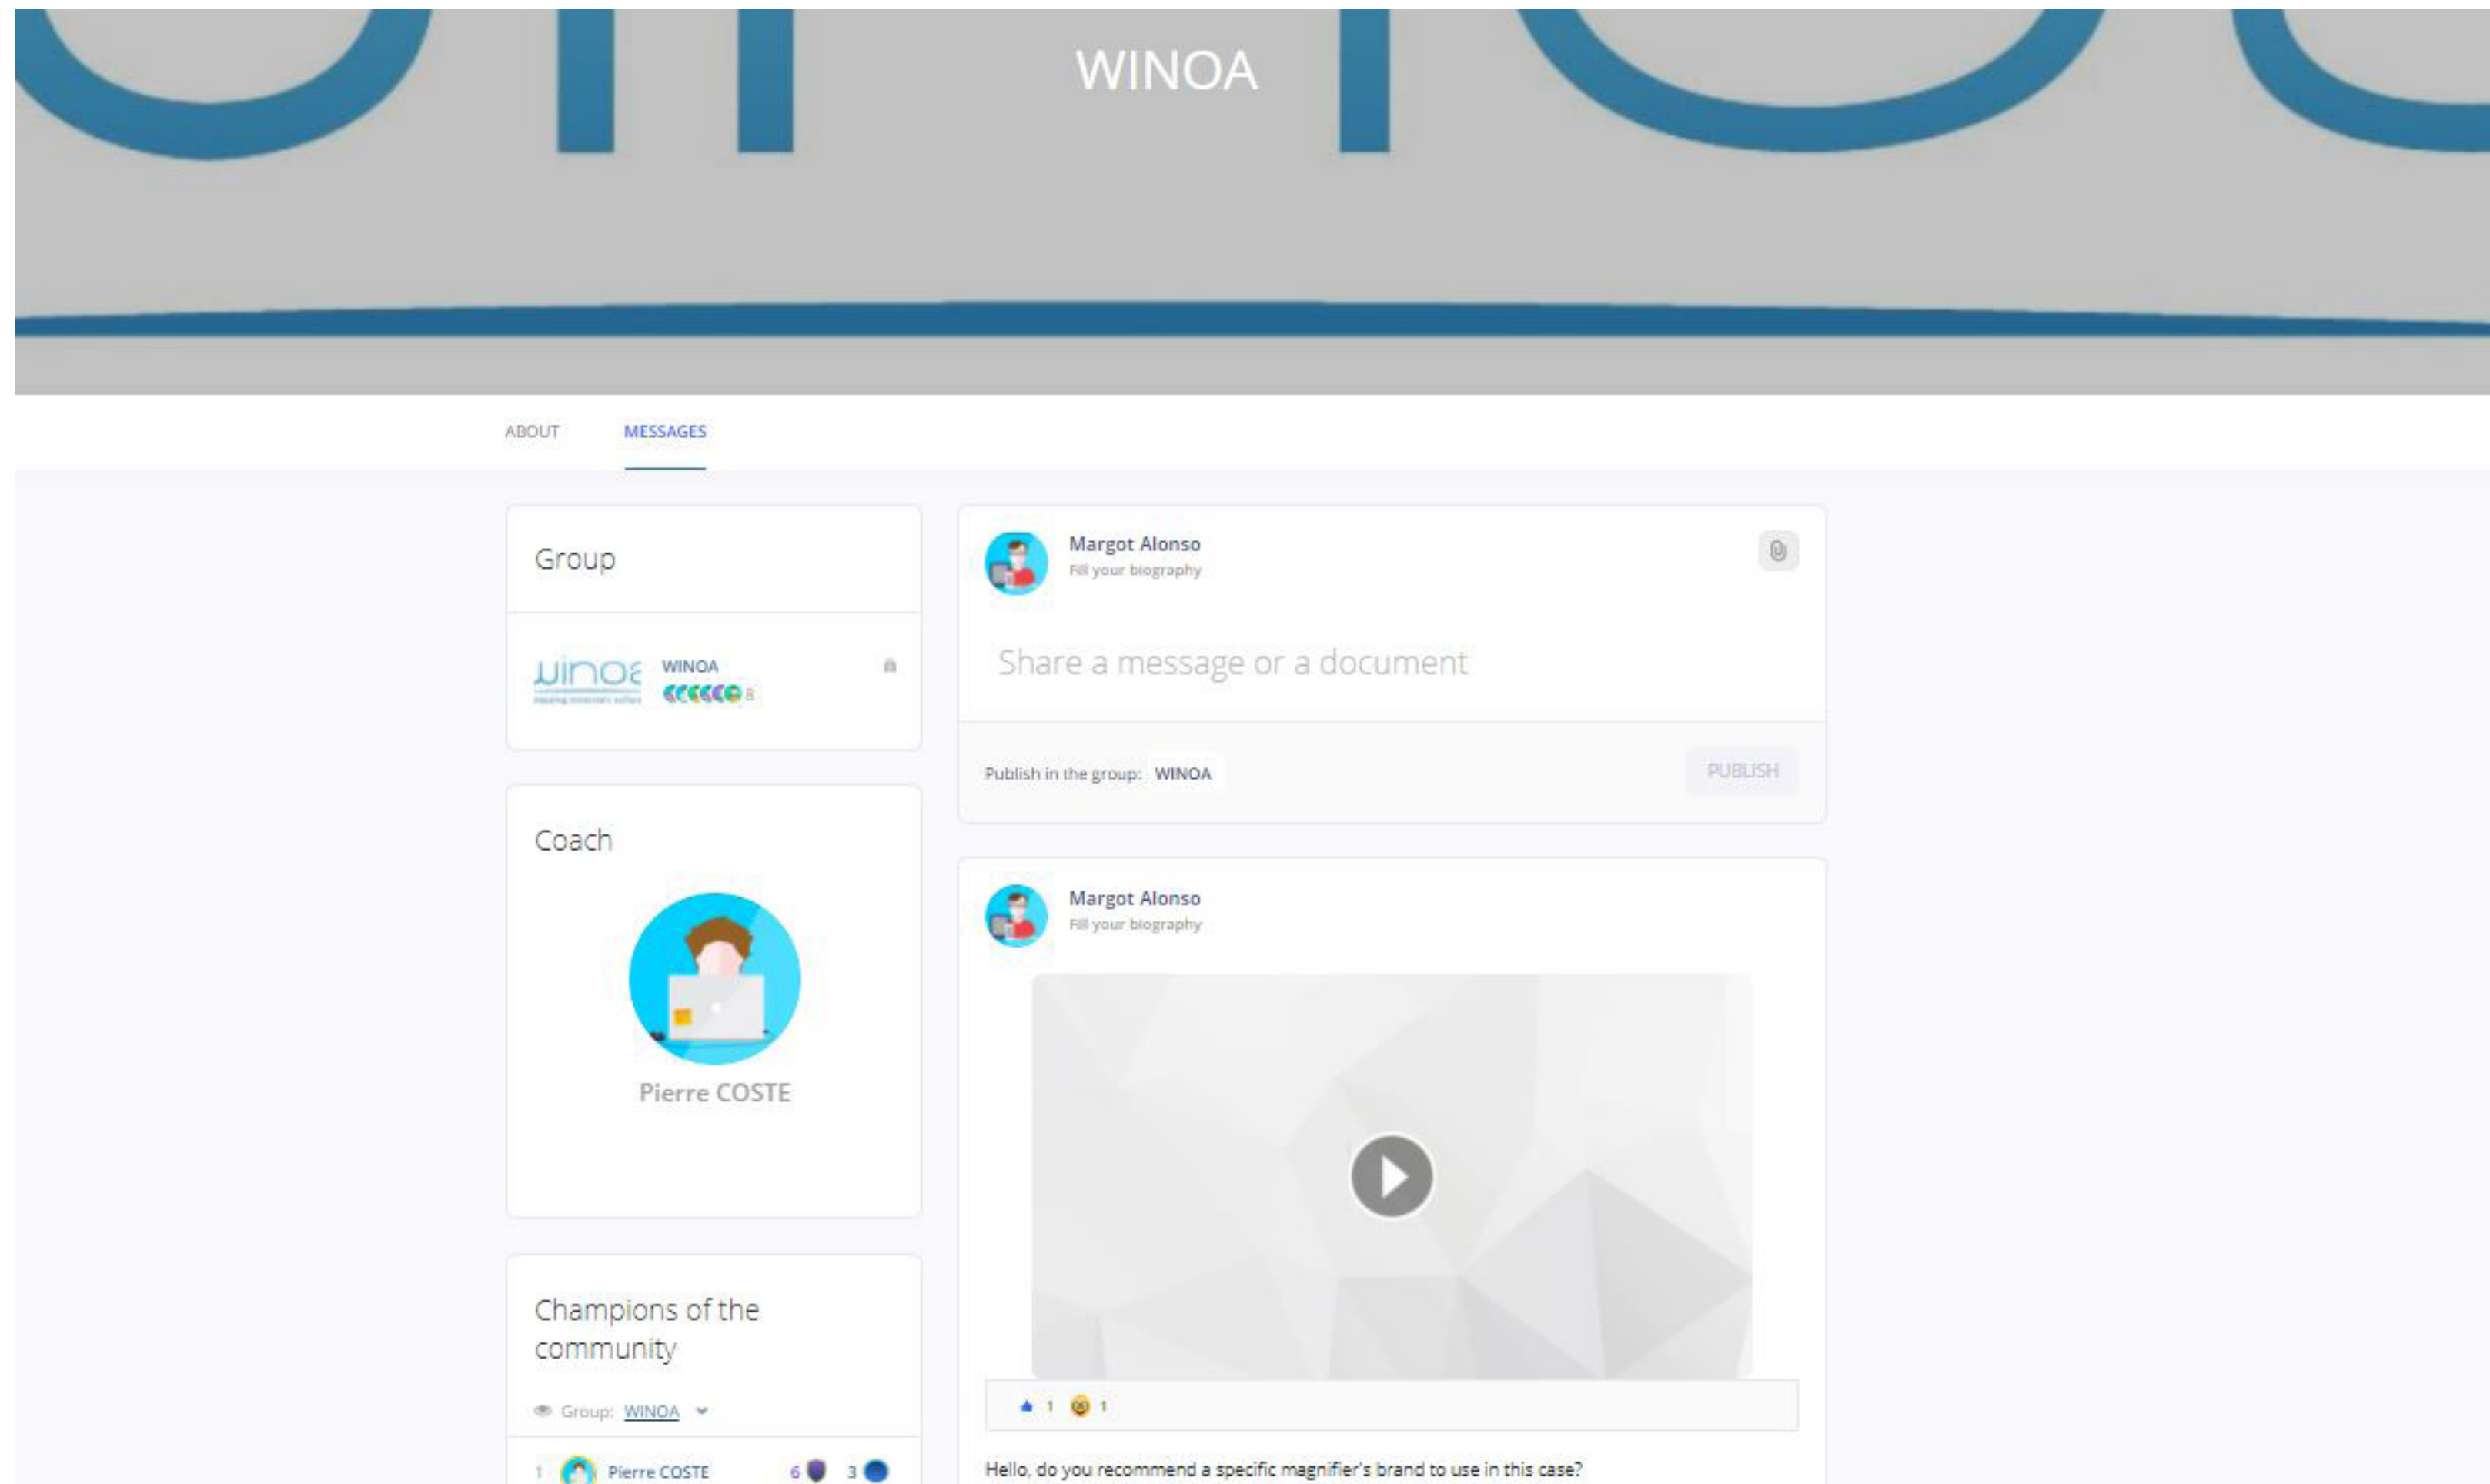 WINOA
ABOUT
MESSAGES
Group
WINOA
8
Coach
Pierre COSTE
Champions of the
community
Group: WINOA
1 Pierre COSTE 6 3
Margot Alonso
Fill your biography
Share a message or a document
Publish in the group: WINOA
PUBLISH
Margot Alonso
Fill your biography
1 1
Hello, do you recommend a specific magnifier's brand to use in this case?